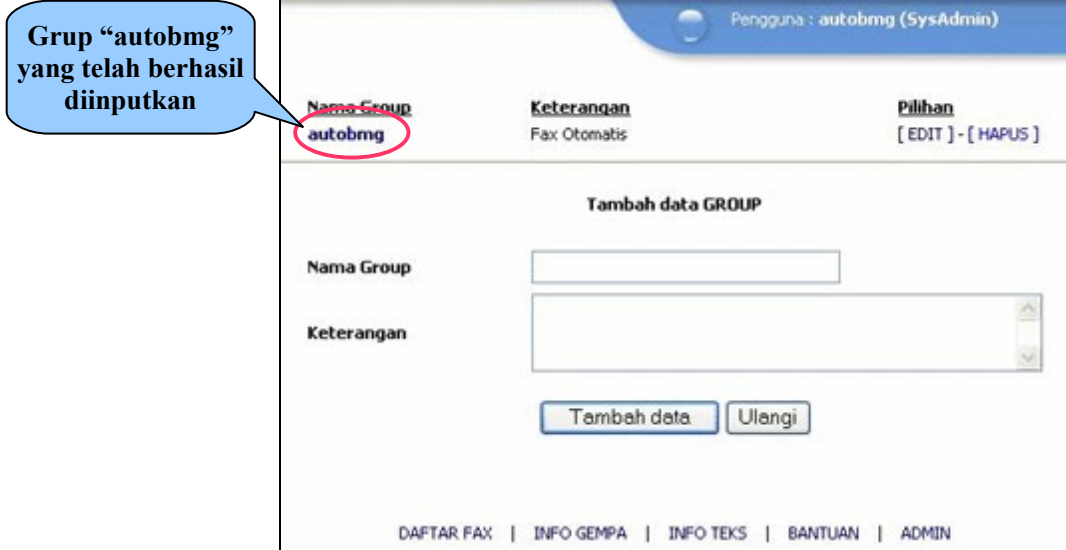 Grup “autobmg”
yang telah berhasil
diinputkan
Pengguna : autobmg (SysAdmin)
Nama Group Keterangan Pilihan
autobmg Fax Otomatis [ EDIT ] - [ HAPUS ]
Tambah data GROUP
Nama Group
Keterangan
Tambah data Ulangi
DAFTAR FAX | INFO GEMPA | INFO TEKS | BANTUAN | ADMIN